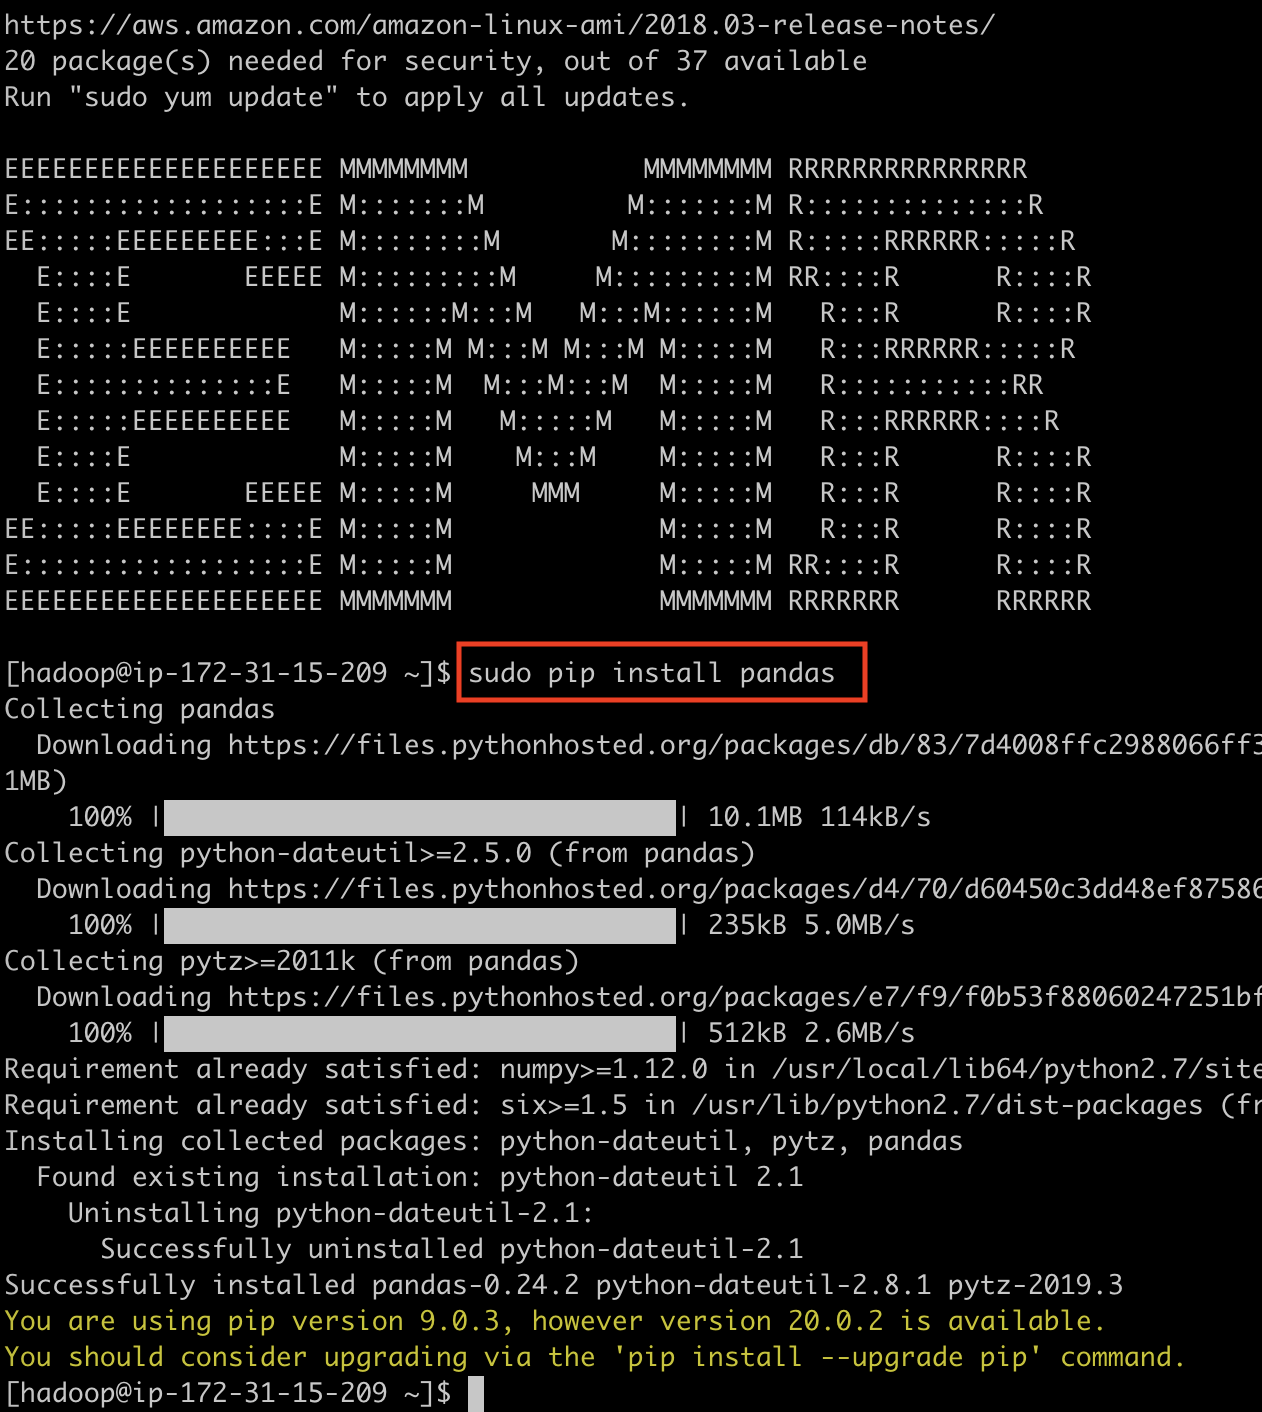 https://aws.amazon.com/amazon-linux-ami/2018.03-release-notes/
20 package(s) needed for security, out of 37 available
Run "sudo yum update" to apply all updates.

EEEEEEEEEEEEEEEEEEEE MMMMMMMM           MMMMMMMM RRRRRRRRRRRRRRR
E::::::::::::::::::E M:::::::M         M:::::::M R::::::::::::::R
EE:::::EEEEEEEEE:::E M::::::::M       M::::::::M R:::::RRRRRR:::::R
  E::::E       EEEEE M:::::::::M     M:::::::::M RR::::R      R::::R
  E::::E             M::::::M:::M   M:::M::::::M   R:::R      R::::R
  E:::::EEEEEEEEEE   M:::::M M:::M M:::M M:::::M   R:::RRRRRR:::::R
  E::::::::::::::E   M:::::M  M:::M:::M  M:::::M   R:::::::::::RR
  E:::::EEEEEEEEEE   M:::::M   M:::::M   M:::::M   R:::RRRRRR::::R
  E::::E             M:::::M    M:::M    M:::::M   R:::R      R::::R
  E::::E       EEEEE M:::::M     MMM     M:::::M   R:::R      R::::R
EE:::::EEEEEEEE::::E M:::::M             M:::::M   R:::R      R::::R
E::::::::::::::::::E M:::::M             M:::::M RR::::R      R::::R
EEEEEEEEEEEEEEEEEEEE MMMMMMM             MMMMMMM RRRRRRR      RRRRRR

[hadoop@ip-172-31-15-209 ~]$ sudo pip install pandas
Collecting pandas
  Downloading https://files.pythonhosted.org/packages/db/83/7d4008ffc2988066ff3
1MB)
    100% || 10.1MB 114kB/s
Collecting python-dateutil>=2.5.0 (from pandas)
  Downloading https://files.pythonhosted.org/packages/d4/70/d60450c3dd48ef87586
    100% || 235kB 5.0MB/s
Collecting pytz>=2011k (from pandas)
  Downloading https://files.pythonhosted.org/packages/e7/f9/f0b53f88060247251bf
    100% || 512kB 2.6MB/s
Requirement already satisfied: numpy>=1.12.0 in /usr/local/lib64/python2.7/site
Requirement already satisfied: six>=1.5 in /usr/lib/python2.7/dist-packages (fr
Installing collected packages: python-dateutil, pytz, pandas
  Found existing installation: python-dateutil 2.1
    Uninstalling python-dateutil-2.1:
      Successfully uninstalled python-dateutil-2.1
Successfully installed pandas-0.24.2 python-dateutil-2.8.1 pytz-2019.3
You are using pip version 9.0.3, however version 20.0.2 is available.
You should consider upgrading via the 'pip install --upgrade pip' command.
[hadoop@ip-172-31-15-209 ~]$